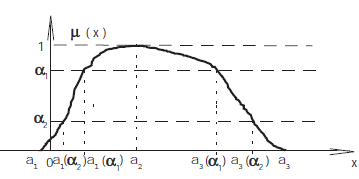 μ(x)
1
α₁
α₂
a₁ 0 a₁(α₂) a₁(α₁) a₂ a₃(α₁) a₃(α₂) a₃
x